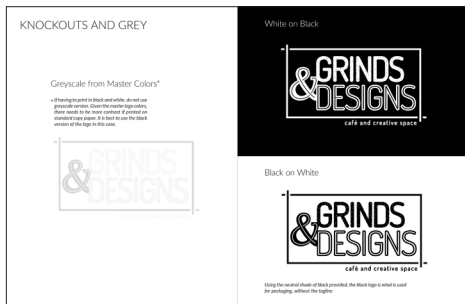 KNOCKOUTS AND GREY
Greyscale from Master Colors*
* If having to print in black and white, do not use
greyscale version. Given the master logo colors,
there needs to be more contrast if printed on
standard copy paper. It is best to use the black
version of the logo in this case.
& GRINDS
DESIGNS
White on Black
& GRINDS
DESIGNS
café and creative space
Black on White
& GRINDS
DESIGNS
café and creative space
Using the neutral shade of black provided, the black logo is what is used
for packaging, without the tagline